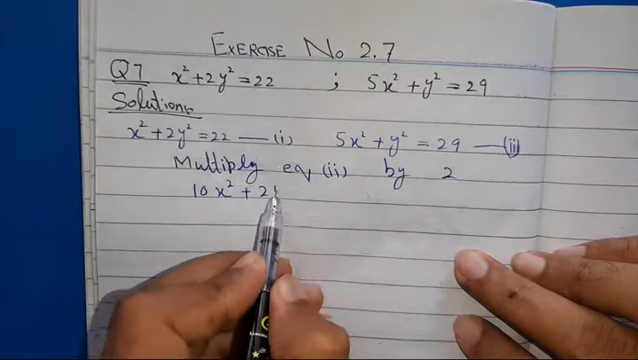 EXERCISE No 2.7
Q7 x²+2y²=22 ; 5x²+y²=29
Solution:
x²+2y²=22 —(i) 5x²+y²=29 —(ii)
Multiply eq (ii) by 2
10x²+2